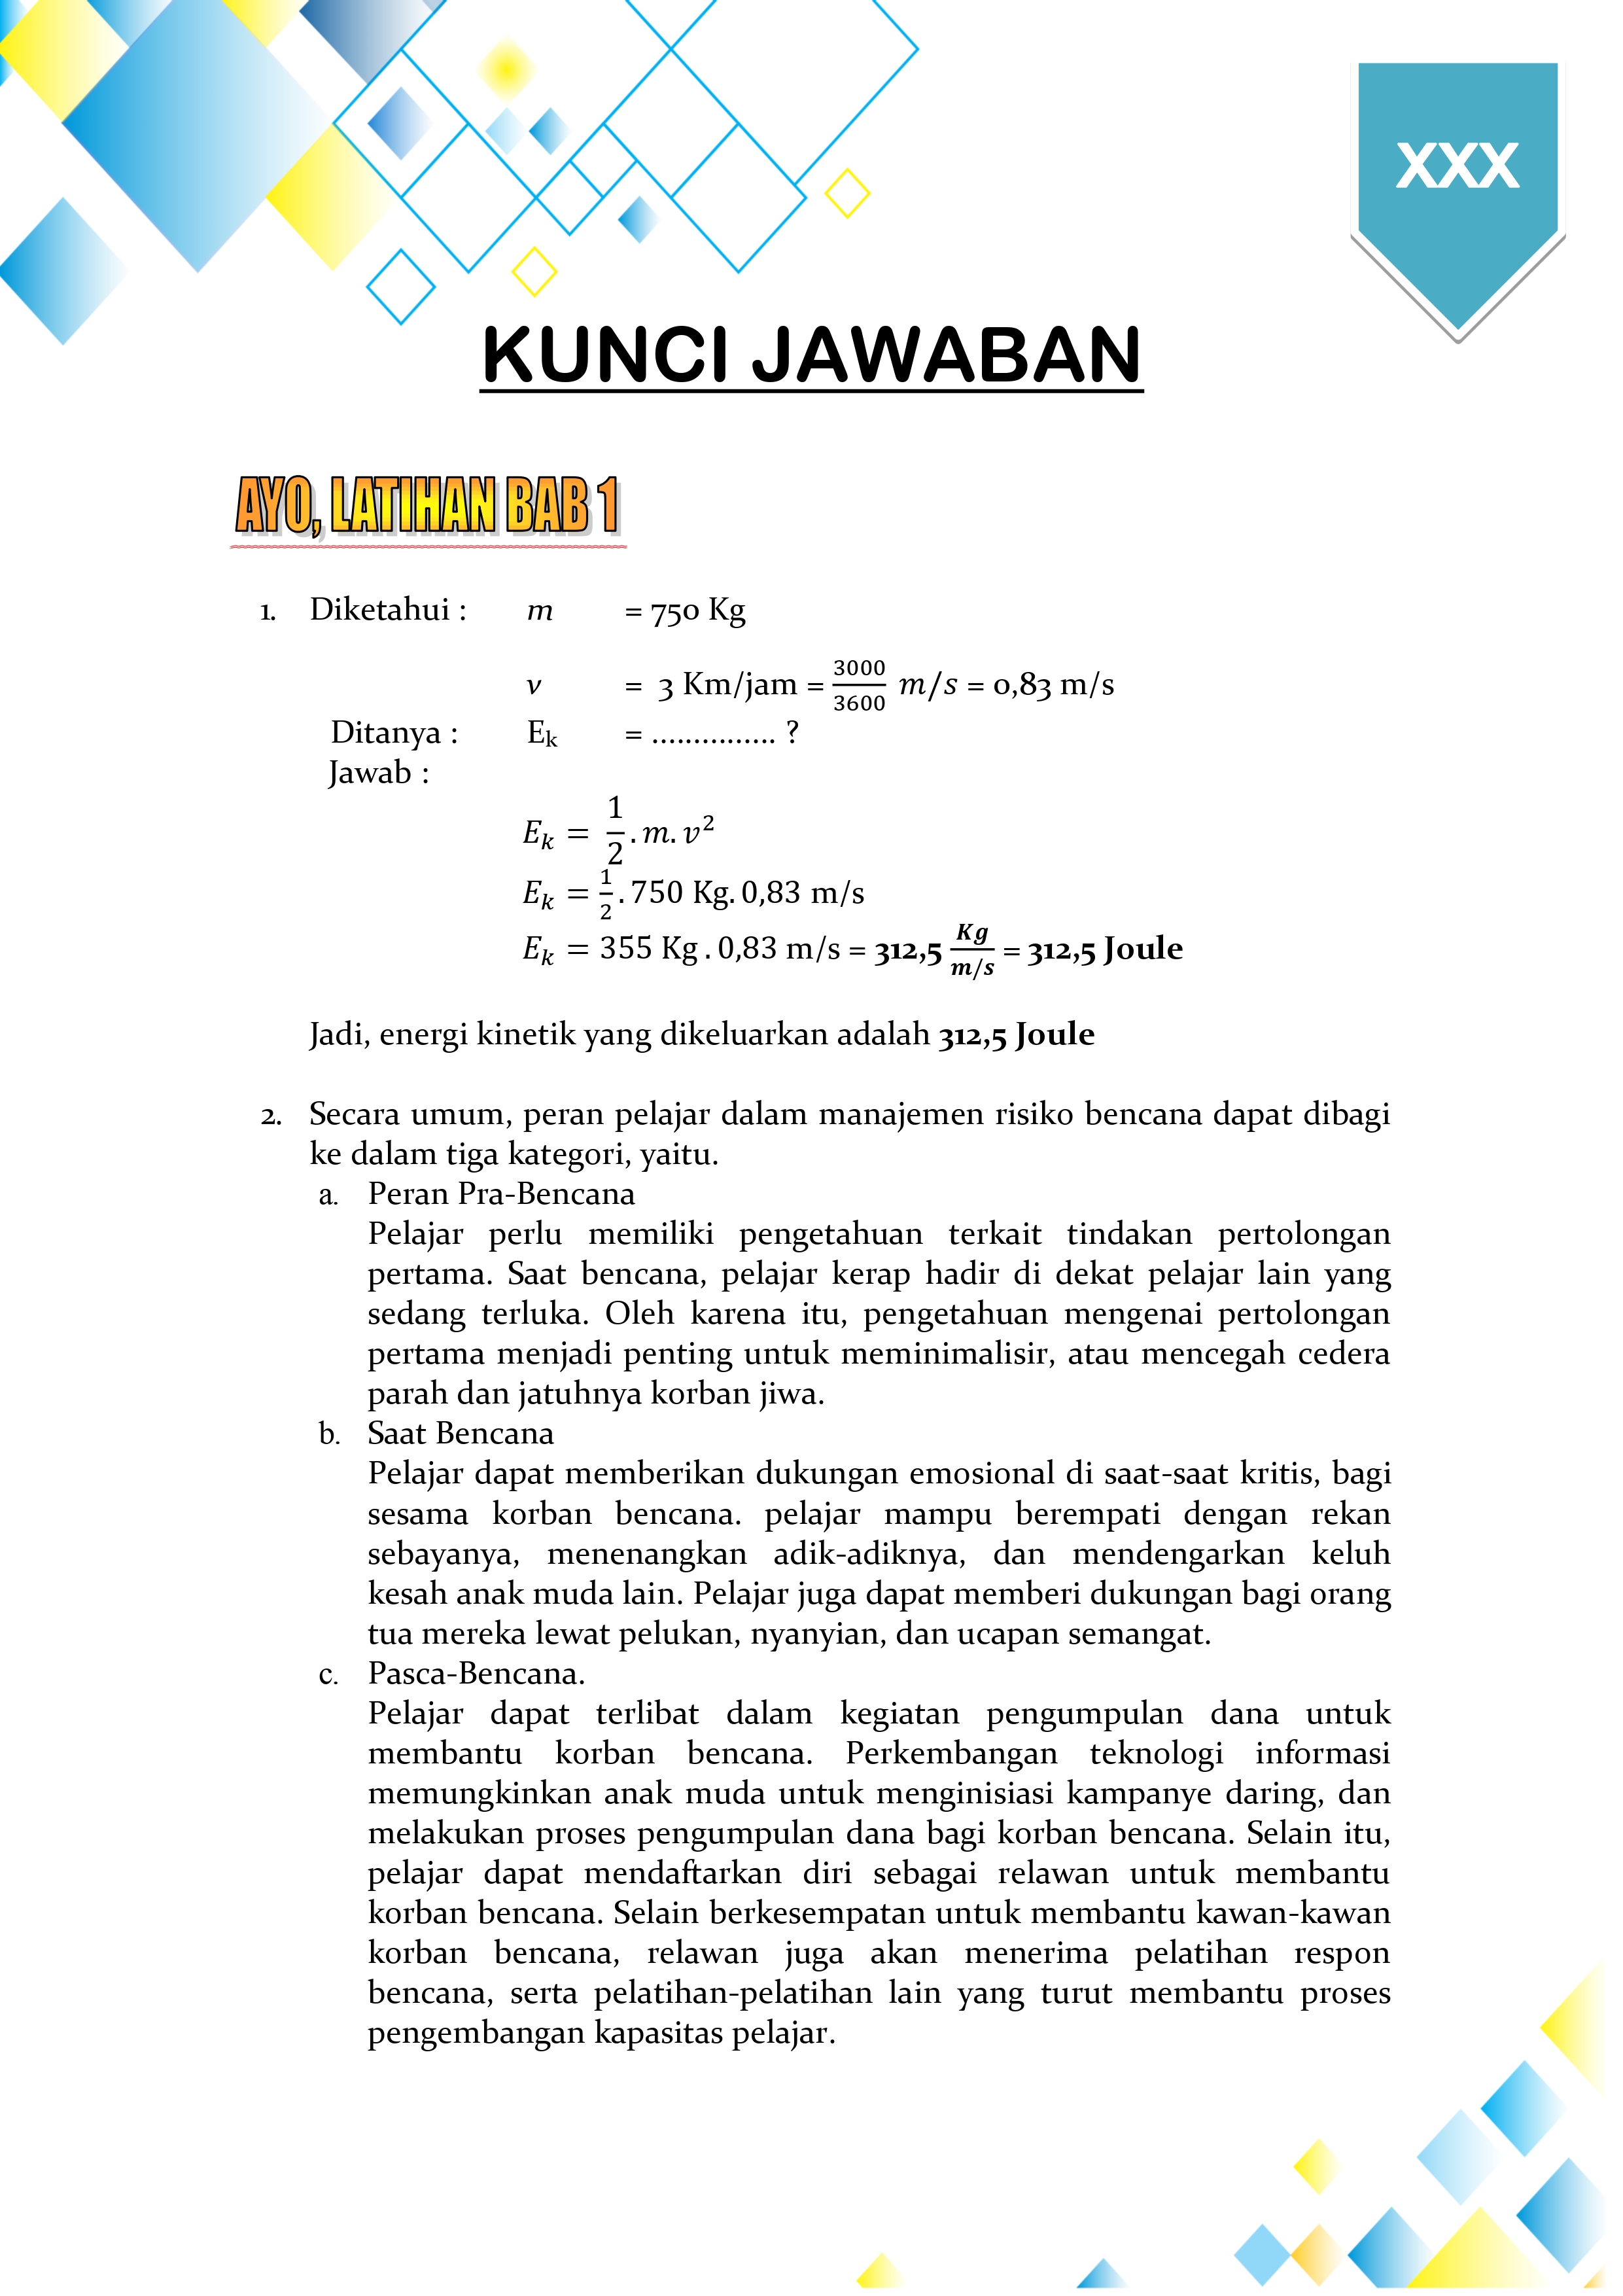 XXX
KUNCI JAWABAN
AYO, LATIHAN BAB 1
1. Diketahui : m = 750 Kg
v = 3 Km/jam = 3000/3600 m/s = 0,83 m/s
Ditanya : Eₖ = ............... ?
Jawab :
Eₖ = 1/2 . m. v²
Eₖ = 1/2 . 750 Kg. 0,83 m/s
Eₖ = 355 Kg . 0,83 m/s = 312,5 Kg/m/s = 312,5 Joule
Jadi, energi kinetik yang dikeluarkan adalah 312,5 Joule
2. Secara umum, peran pelajar dalam manajemen risiko bencana dapat dibagi
ke dalam tiga kategori, yaitu.
a. Peran Pra-Bencana
Pelajar perlu memiliki pengetahuan terkait tindakan pertolongan
pertama. Saat bencana, pelajar kerap hadir di dekat pelajar lain yang
sedang terluka. Oleh karena itu, pengetahuan mengenai pertolongan
pertama menjadi penting untuk meminimalisir, atau mencegah cedera
parah dan jatuhnya korban jiwa.
b. Saat Bencana
Pelajar dapat memberikan dukungan emosional di saat-saat kritis, bagi
sesama korban bencana. pelajar mampu berempati dengan rekan
sebayanya, menenangkan adik-adiknya, dan mendengarkan keluh
kesah anak muda lain. Pelajar juga dapat memberi dukungan bagi orang
tua mereka lewat pelukan, nyanyian, dan ucapan semangat.
c. Pasca-Bencana.
Pelajar dapat terlibat dalam kegiatan pengumpulan dana untuk
membantu korban bencana. Perkembangan teknologi informasi
memungkinkan anak muda untuk menginisiasi kampanye daring, dan
melakukan proses pengumpulan dana bagi korban bencana. Selain itu,
pelajar dapat mendaftarkan diri sebagai relawan untuk membantu
korban bencana. Selain berkesempatan untuk membantu kawan-kawan
korban bencana, relawan juga akan menerima pelatihan respon
bencana, serta pelatihan-pelatihan lain yang turut membantu proses
pengembangan kapasitas pelajar.